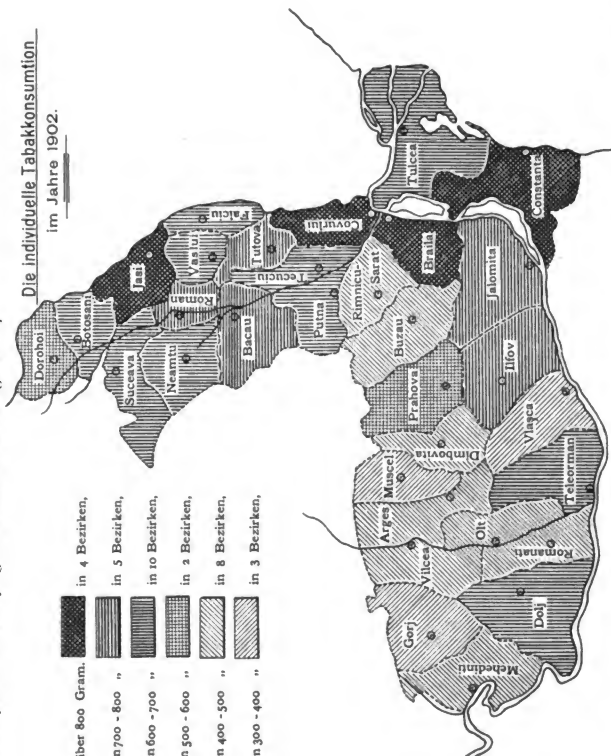 Die Individuelle Tabakkonsumtion
im Jahre 1902.
ber 800 Gram. in 4 Bezirken,
n 700 - 800 „ in 5 Bezirken,
n 600 - 700 „ in 10 Bezirken,
n 500 - 600 „ in 2 Bezirken,
n 400 - 500 „ in 8 Bezirken,
n 300 - 400 „ in 3 Bezirken,
Dorohoi
Botosani
Suceava
Jasi
Neamtu
Roman
Vaslui
Falciu
Bacau
Tutova
Tecuciu
Putna
Covurlui
Rimnicu-
Sarat
Braila
Tulcea
Constanta
Buzau
Prahova
Jalomita
Ilfov
Dimbovita
Vlasca
Muscel
Arges
Teleorman
Olt
Vilcea
Romanati
Gorj
Dolj
Mehedinti